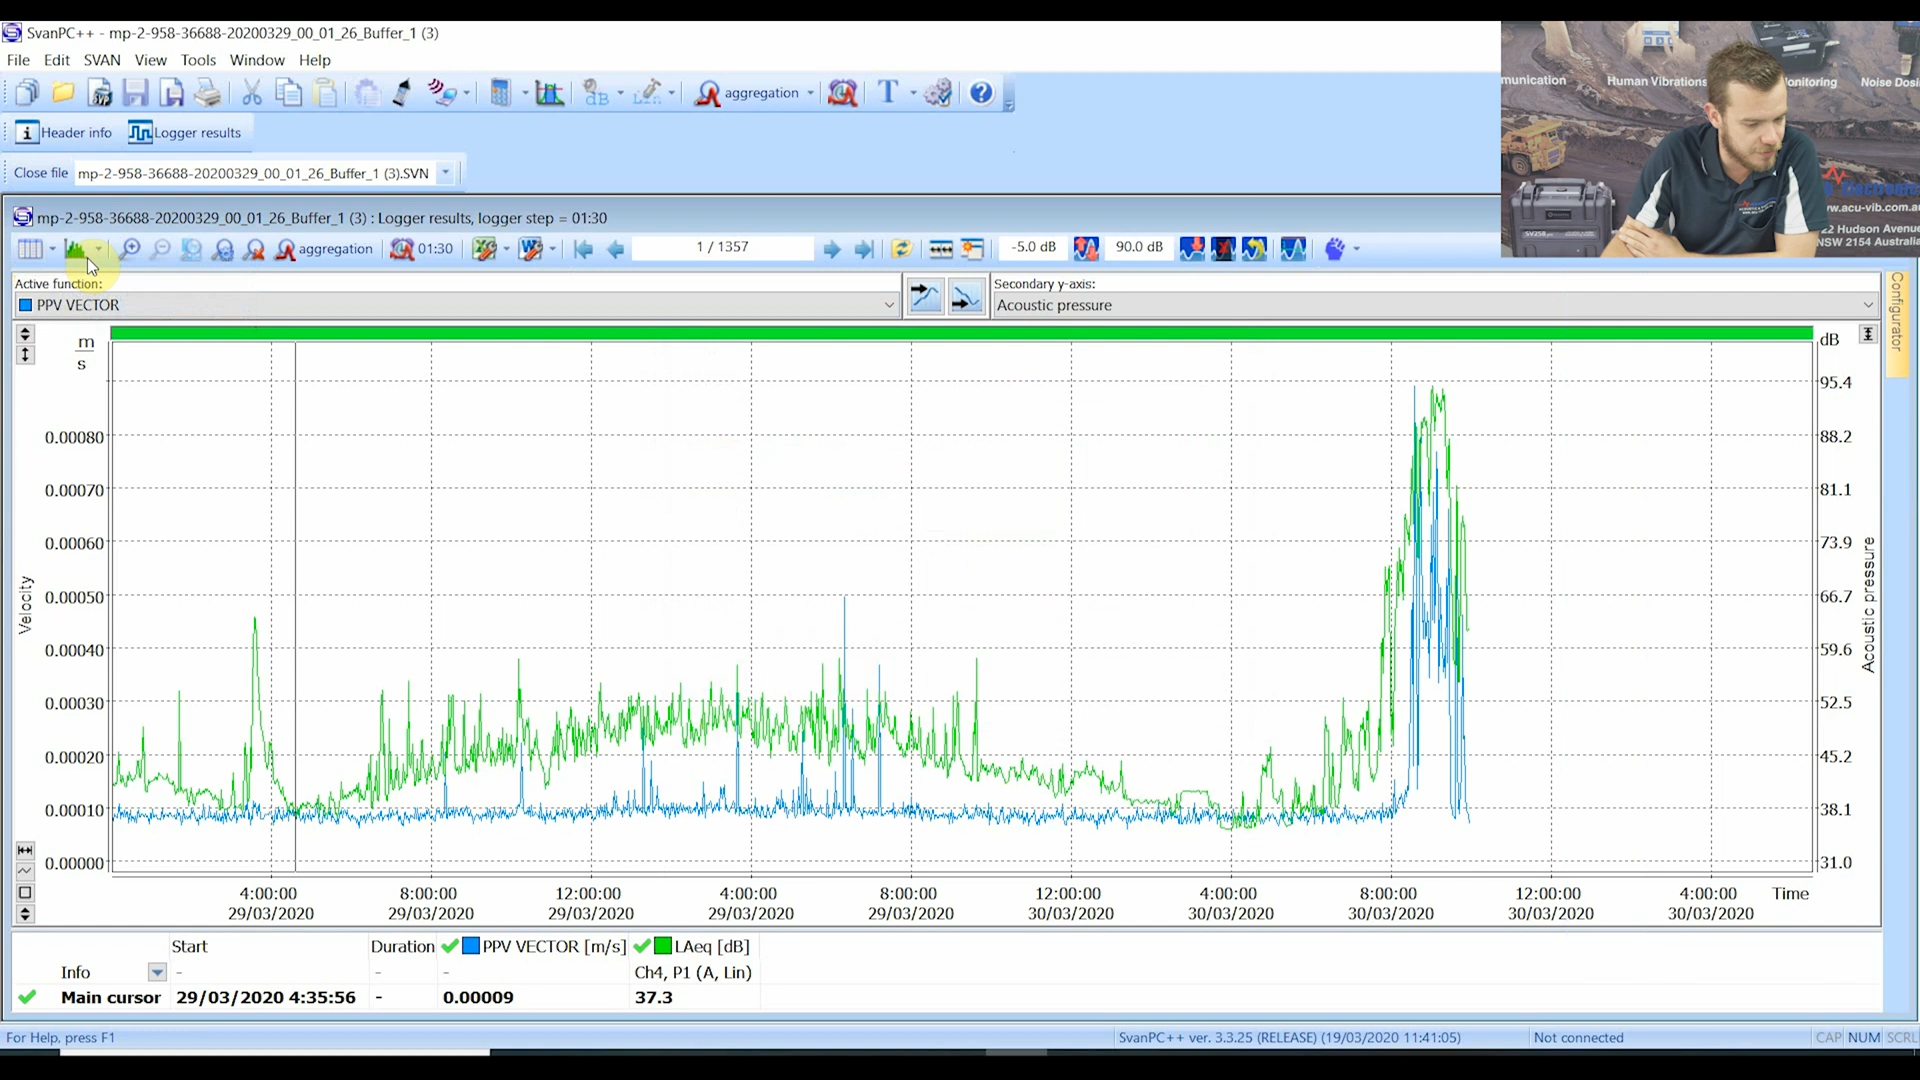 SvanPC++ - mp-2-958-36688-20200329_00_01_26_Buffer_1 (3)
File Edit SVAN View Tools Window Help
aggregation
Header info Logger results
Close file mp-2-958-36688-20200329_00_01_26_Buffer_1 (3).SVN
mp-2-958-36688-20200329_00_01_26_Buffer_1 (3) : Logger results, logger step = 01:30
aggregation 01:30 1 / 1357 -5.0 dB 90.0 dB
Active function:
PPV VECTOR
Secondary y-axis:
Acoustic pressure
Configurator
m
s
dB
95.4
0.00080 88.2
0.00070 81.1
0.00060 73.9
0.00050 66.7
0.00040 59.6
0.00030 52.5
0.00020 45.2
0.00010 38.1
0.00000 31.0
Velocity
Acoustic pressure
4:00:00 8:00:00 12:00:00 4:00:00 8:00:00 12:00:00 4:00:00 8:00:00 12:00:00 4:00:00 Time
29/03/2020 29/03/2020 29/03/2020 29/03/2020 29/03/2020 30/03/2020 30/03/2020 30/03/2020 30/03/2020 30/03/2020
Start Duration PPV VECTOR [m/s] LAeq [dB]
Info - - - Ch4, P1 (A, Lin)
Main cursor 29/03/2020 4:35:56 - 0.00009 37.3
For Help, press F1
SvanPC++ ver. 3.3.25 (RELEASE) (19/03/2020 11:41:05)
Not connected
CAP NUM SCRL
munication Human Vibrations onitoring Noise Dosi
ww.acu-vib.com.au
22 Hudson Avenue
NSW 2154 Australia